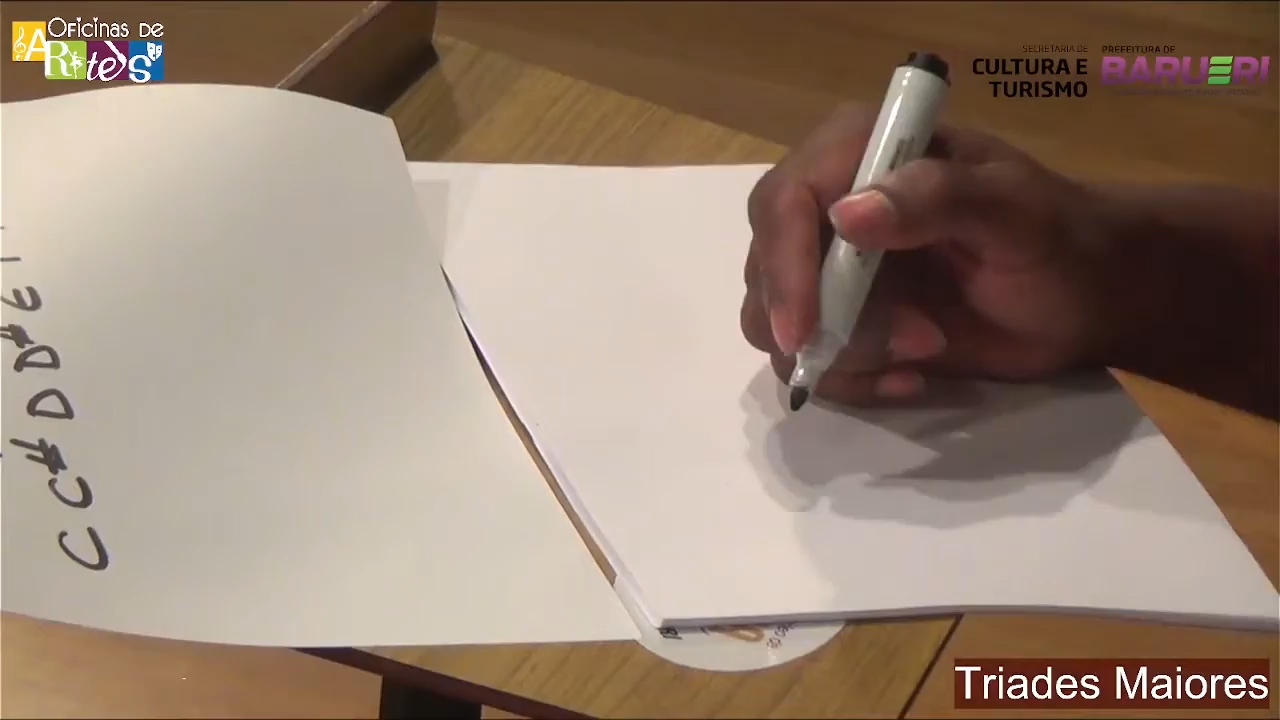 Oficinas de
Artes
SECRETARIA DE
CULTURA E
TURISMO
PREFEITURA DE
BARUERI
C C# D D# E
Triades Maiores